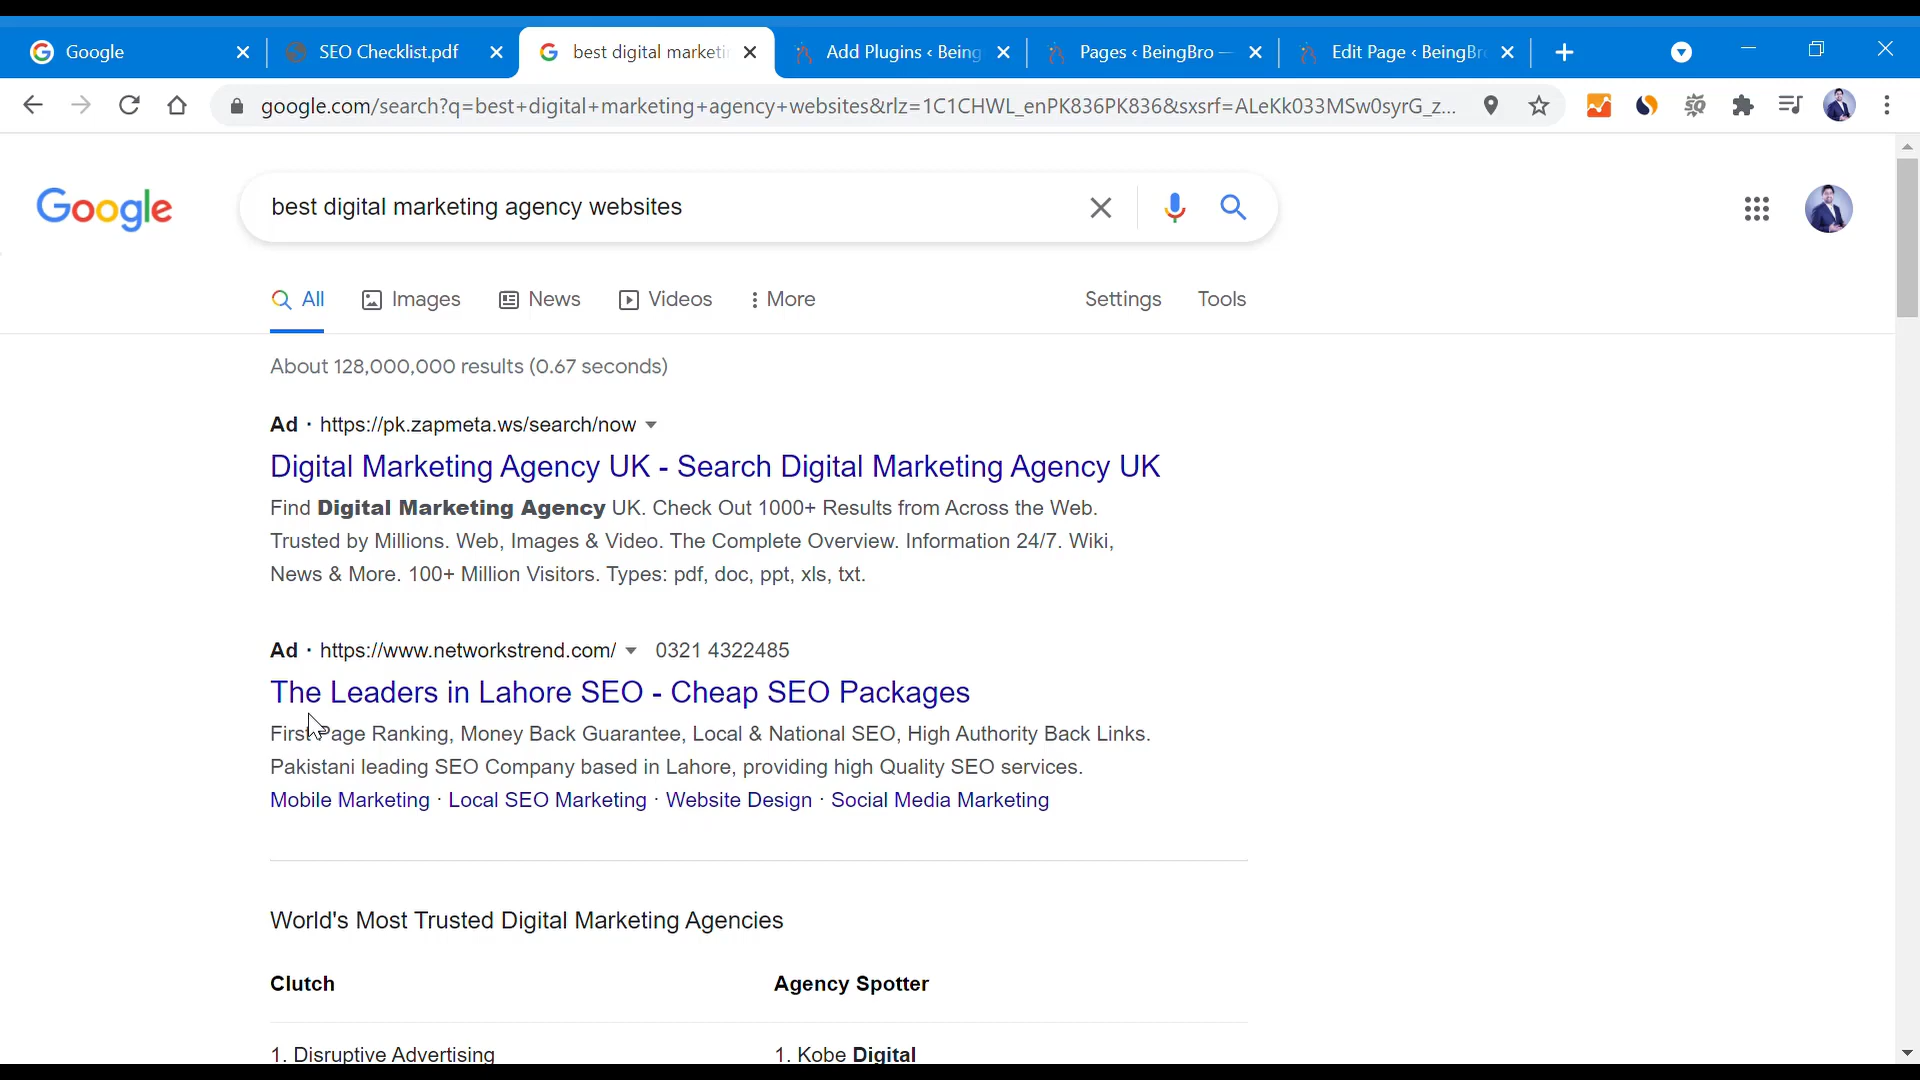 Google
SEO Checklist.pdf
best digital marketin
Add Plugins ‹ Being
Pages ‹ BeingBro —
Edit Page ‹ BeingBr
google.com/search?q=best+digital+marketing+agency+websites&rlz=1C1CHWL_enPK836PK836&sxsrf=ALeKk033MSw0syrG_z...
Google
best digital marketing agency websites
All
Images
News
Videos
More
Settings
Tools
About 128,000,000 results (0.67 seconds)
Ad · https://pk.zapmeta.ws/search/now
Digital Marketing Agency UK - Search Digital Marketing Agency UK
Find Digital Marketing Agency UK. Check Out 1000+ Results from Across the Web.
Trusted by Millions. Web, Images & Video. The Complete Overview. Information 24/7. Wiki,
News & More. 100+ Million Visitors. Types: pdf, doc, ppt, xls, txt.
Ad · https://www.networkstrend.com/ 0321 4322485
The Leaders in Lahore SEO - Cheap SEO Packages
First Page Ranking, Money Back Guarantee, Local & National SEO, High Authority Back Links.
Pakistani leading SEO Company based in Lahore, providing high Quality SEO services.
Mobile Marketing · Local SEO Marketing · Website Design · Social Media Marketing
World's Most Trusted Digital Marketing Agencies
Clutch
Agency Spotter
1. Disruptive Advertising
1. Kobe Digital